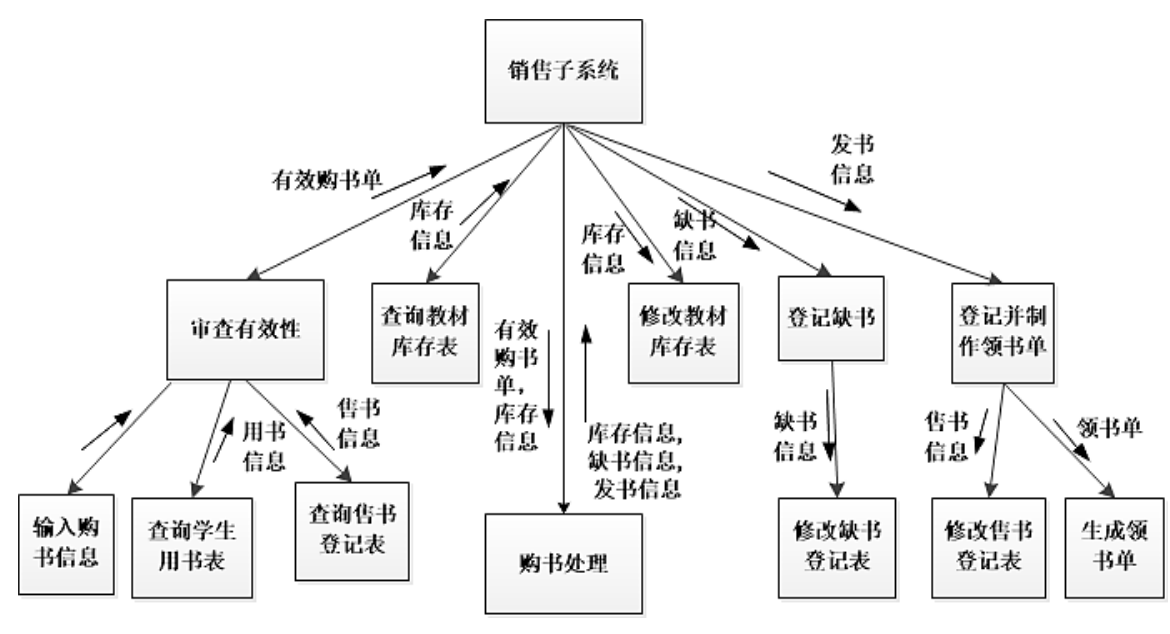 销售子系统
有效购书单
库存
信息
库存
信息
缺书
信息
发书
信息
审查有效性
查询教材
库存表
修改教材
库存表
登记缺书
登记并制
作领书单
用书
信息
售书
信息
有效
购书
单，
库存
信息
库存信息，
缺书信息，
发书信息
缺书
信息
售书
信息
领书单
输入购
书信息
查询学生
用书表
查询售书
登记表
购书处理
修改缺书
登记表
修改售书
登记表
生成领
书单